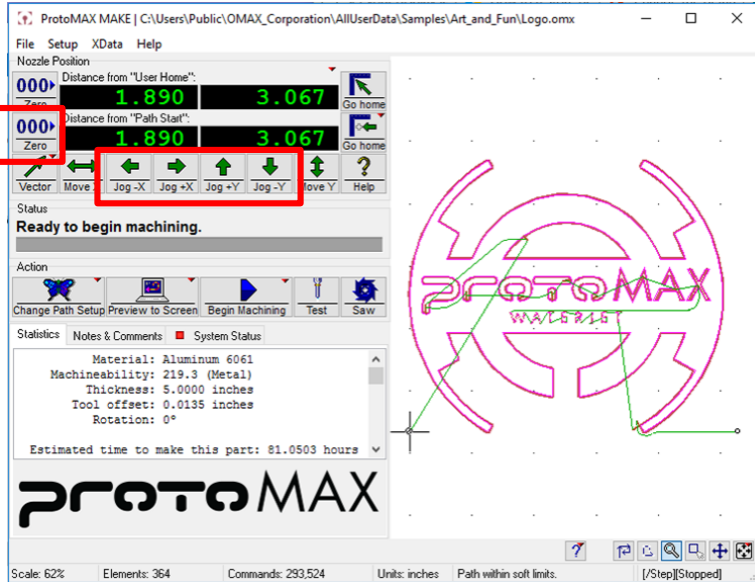 ProtoMAX MAKE | C:\Users\Public\OMAX_Corporation\AllUserData\Samples\Art_and_Fun\Logo.omx
File Setup XData Help
Nozzle Position
Distance from "User Home":
000 Zero 1.890 3.067 Go home
Distance from "Path Start":
000 Zero 1.890 3.067 Go home
Vector Move X Jog -X Jog +X Jog +Y Jog -Y Move Y Help
Status
Ready to begin machining.
Action
Change Path Setup Preview to Screen Begin Machining Test Saw
Statistics Notes & Comments System Status
Material: Aluminum 6061
Machineability: 219.3 (Metal)
Thickness: 5.0000 inches
Tool offset: 0.0135 inches
Rotation: 0°
Estimated time to make this part: 81.0503 hours
protoMAX
protoMAX
WATERJET
Scale: 62% Elements: 364 Commands: 293,524 Units: inches Path within soft limits. [/Step][Stopped]